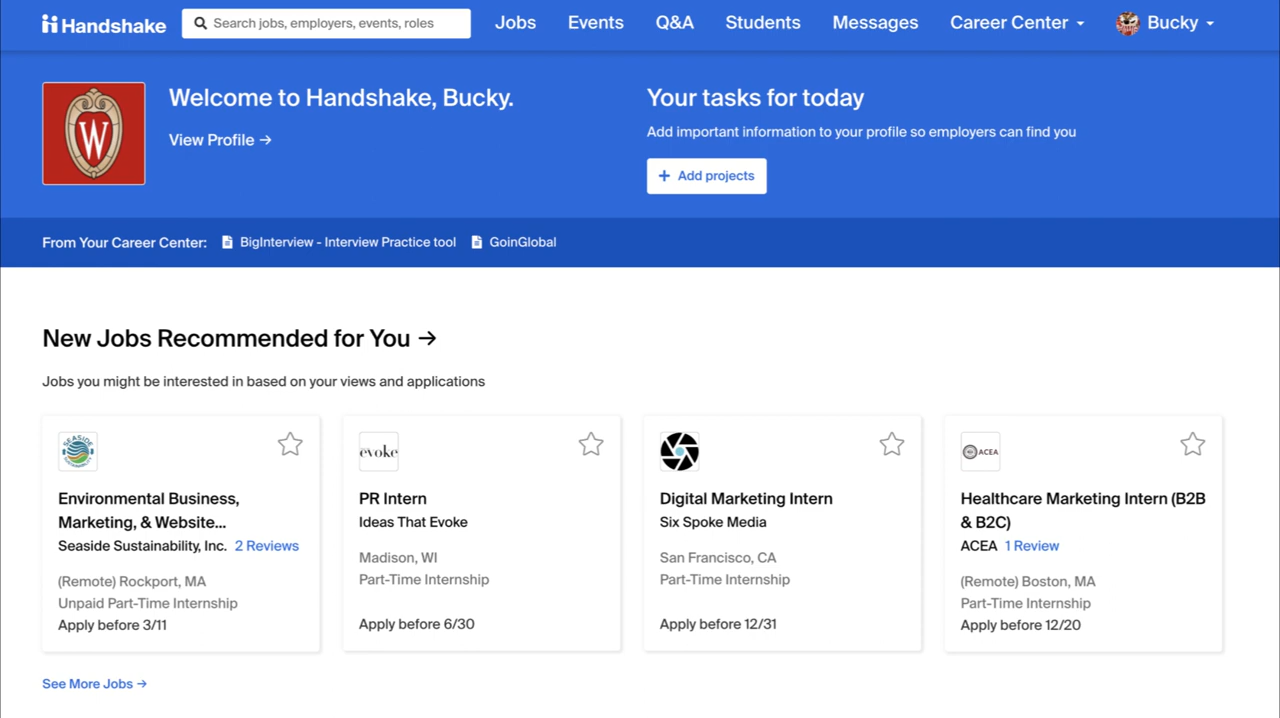 Handshake
Search jobs, employers, events, roles
Jobs
Events
Q&A
Students
Messages
Career Center
Bucky
W
Welcome to Handshake, Bucky.
View Profile →
Your tasks for today
Add important information to your profile so employers can find you
+ Add projects
From Your Career Center:
BigInterview - Interview Practice tool
GoinGlobal
New Jobs Recommended for You →
Jobs you might be interested in based on your views and applications
SEASIDE
Environmental Business,
Marketing, & Website...
Seaside Sustainability, Inc. 2 Reviews
(Remote) Rockport, MA
Unpaid Part-Time Internship
Apply before 3/11
evoke
PR Intern
Ideas That Evoke
Madison, WI
Part-Time Internship
Apply before 6/30
Digital Marketing Intern
Six Spoke Media
San Francisco, CA
Part-Time Internship
Apply before 12/31
ACEA
Healthcare Marketing Intern (B2B
& B2C)
ACEA 1 Review
(Remote) Boston, MA
Part-Time Internship
Apply before 12/20
See More Jobs →